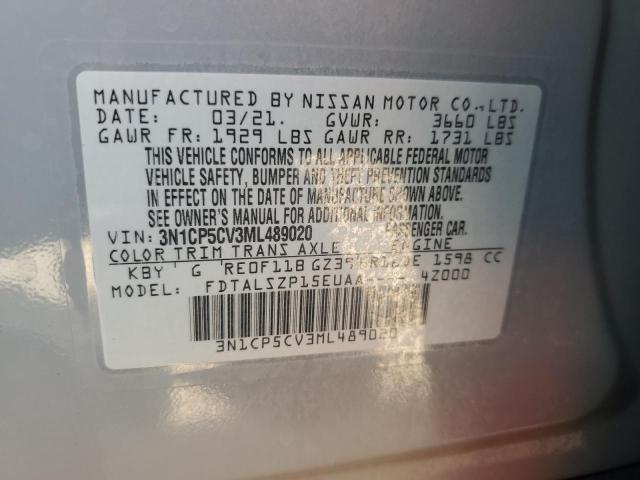 MANUFACTURED BY NISSAN MOTOR CO.,LTD.
DATE: 03/21. GVWR: 3660 LBS
GAWR FR: 1929 LBS GAWR RR: 1731 LBS
THIS VEHICLE CONFORMS TO ALL APPLICABLE FEDERAL MOTOR
VEHICLE SAFETY, BUMPER AND THEFT PREVENTION STANDARDS
IN EFFECT ON THE DATE OF MANUFACTURE SHOWN ABOVE.
SEE OWNER'S MANUAL FOR ADDITIONAL INFORMATION.
VIN: 3N1CP5CV3ML489020 PASSENGER CAR.
COLOR TRIM TRANS AXLE ENGINE
KBY G RE0F11B 1598 CC
MODEL: 4Z000
3N1CP5CV3ML489020